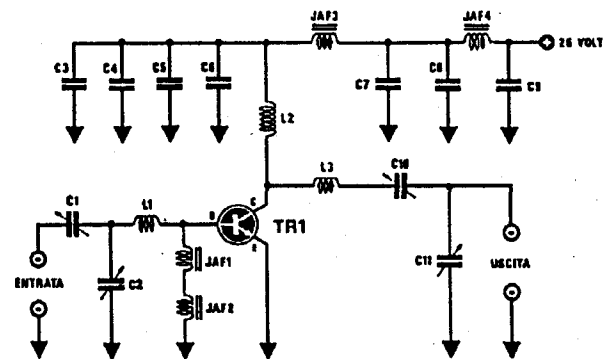 JAF3
JAF4
26 VOLT
C3
C4
C5
C6
C7
C8
C9
L2
L3
C10
C1
L1
B
C
E
TR1
JAF1
JAF2
ENTRATA
C2
C11
USCITA